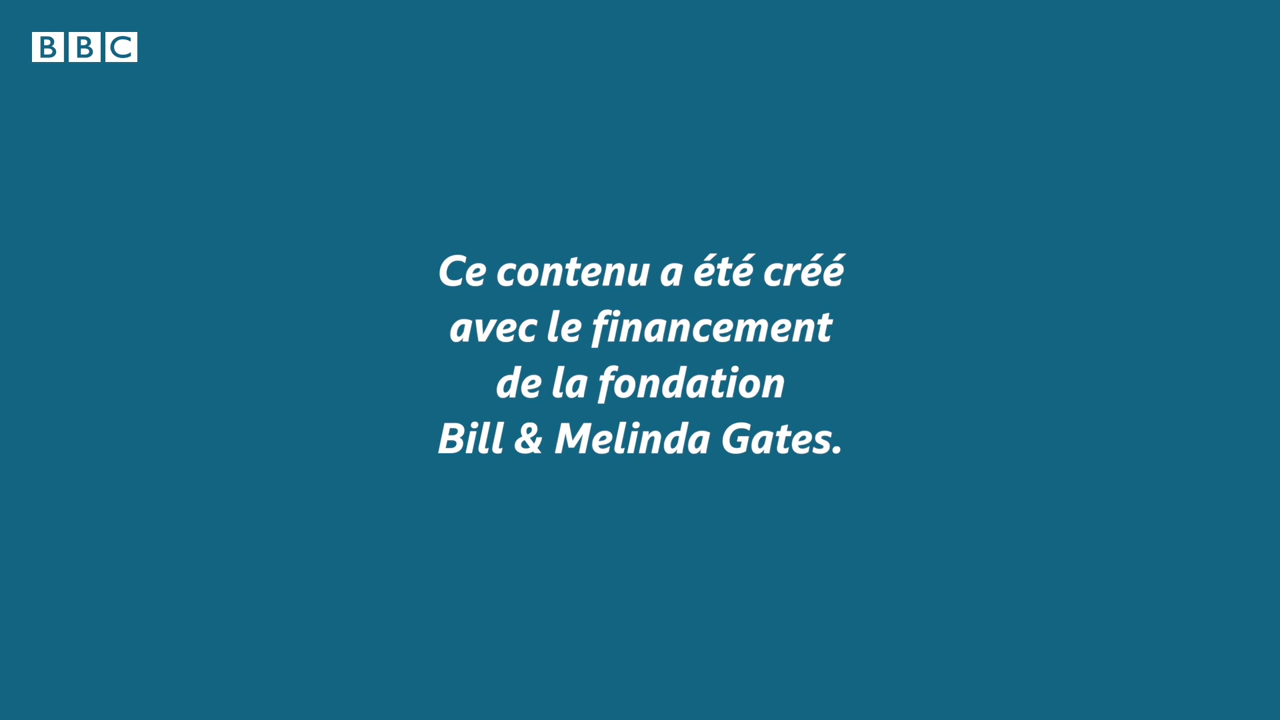 BBC
Ce contenu a été créé
avec le financement
de la fondation
Bill & Melinda Gates.